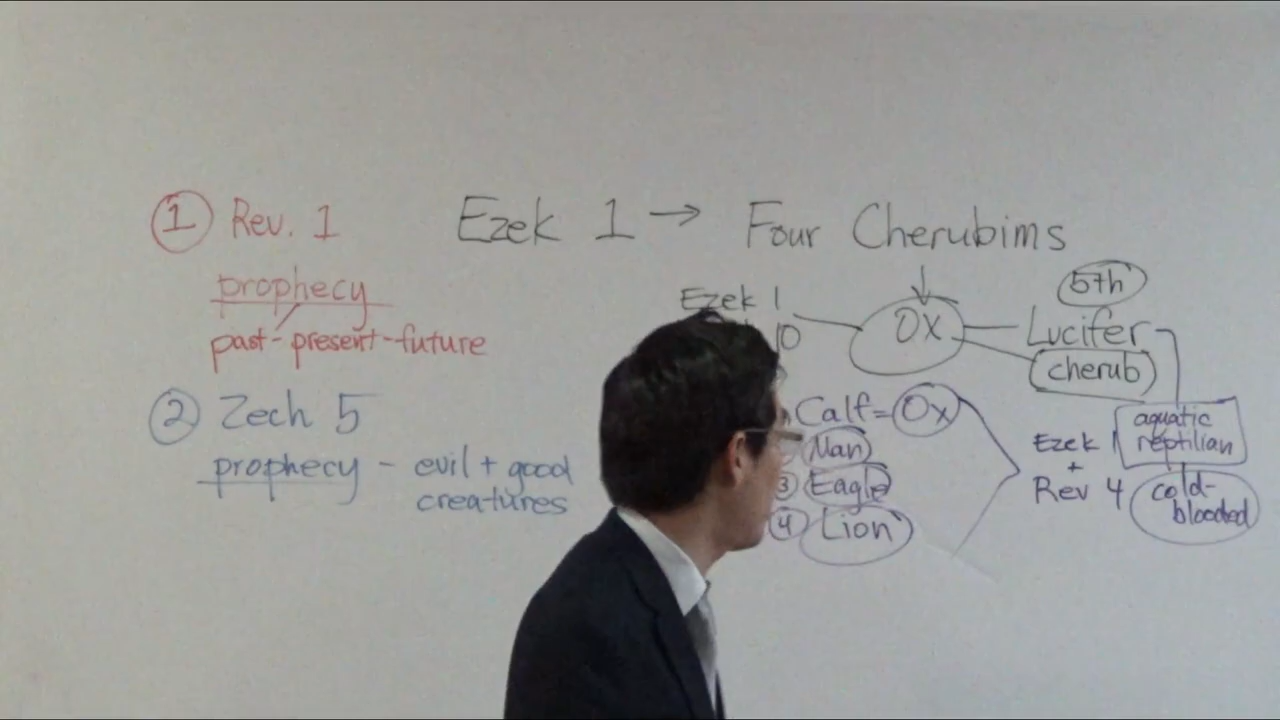 ① Rev. 1
prophecy
past-present-future
② Zech 5
prophecy - evil + good
creatures
Ezek 1 → Four Cherubims
Ezek 1
10
Ox
5th
Lucifer
cherub
Calf = Ox
Man
③ Eagle
④ Lion
Ezek 1
+
Rev 4
aquatic
reptilian
cold-
blooded